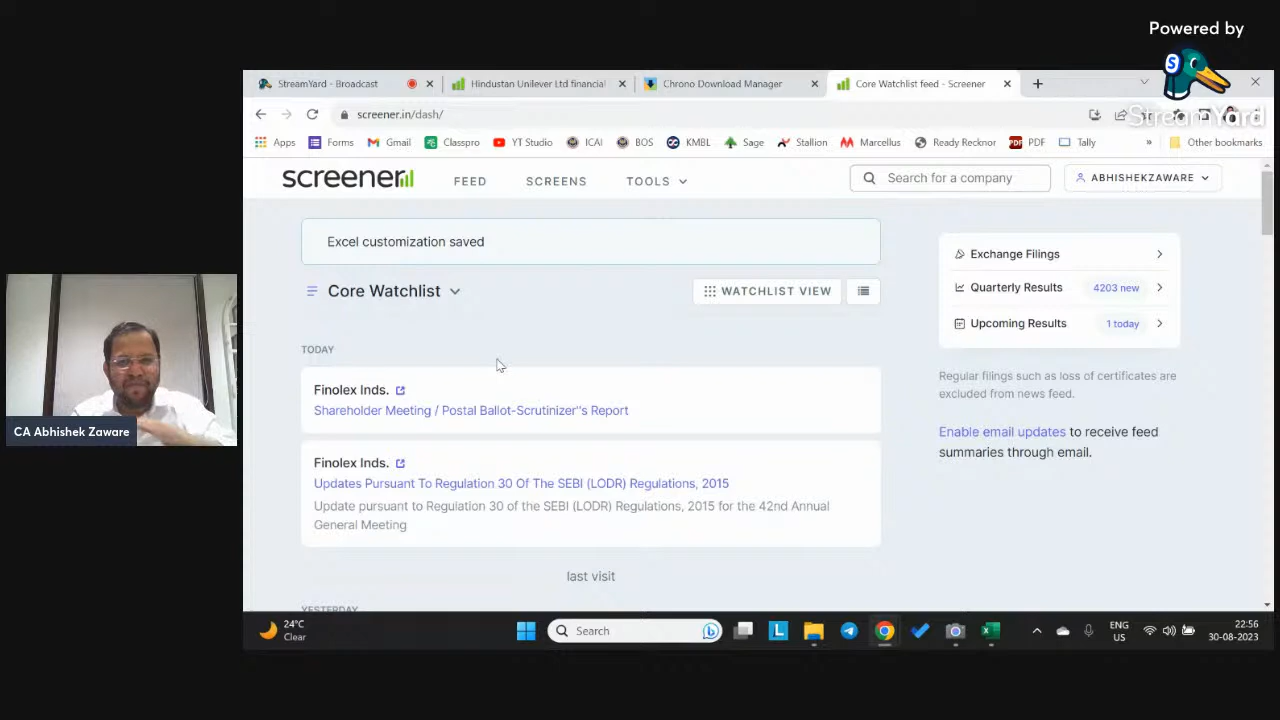 Powered by
S
StreamYard
StreamYard - Broadcast
Hindustan Unilever Ltd financial
Chrono Download Manager
Core Watchlist feed - Screener
screener.in/dash/
Apps
Forms
Gmail
Classpro
YT Studio
ICAI
BOS
KMBL
Sage
Stallion
Marcellus
Ready Recknor
PDF
PDF
Tally
»
Other bookmarks
screener
FEED
SCREENS
TOOLS
Search for a company
ABHISHEKZAWARE
Excel customization saved
Core Watchlist
WATCHLIST VIEW
TODAY
Finolex Inds.
Shareholder Meeting / Postal Ballot-Scrutinizer''s Report
Finolex Inds.
Updates Pursuant To Regulation 30 Of The SEBI (LODR) Regulations, 2015
Update pursuant to Regulation 30 of the SEBI (LODR) Regulations, 2015 for the 42nd Annual
General Meeting
last visit
YESTERDAY
Exchange Filings
Quarterly Results 4203 new
Upcoming Results 1 today
Regular filings such as loss of certificates are
excluded from news feed.
Enable email updates to receive feed
summaries through email.
CA Abhishek Zaware
24°C
Clear
Search
L
ENG
US
22:56
30-08-2023